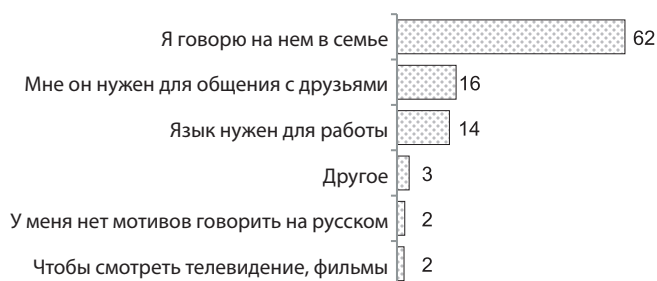 Я говорю на нем в семье 62
Мне он нужен для общения с друзьями 16
Язык нужен для работы 14
Другое 3
У меня нет мотивов говорить на русском 2
Чтобы смотреть телевидение, фильмы 2